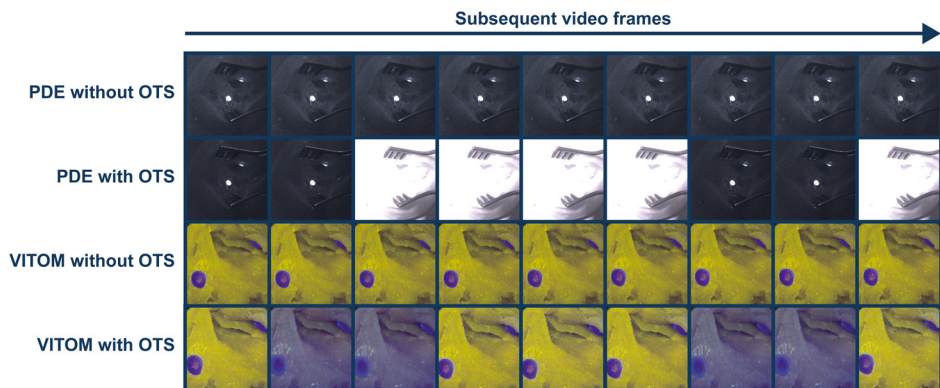 Subsequent video frames
PDE without OTS
PDE with OTS
VITOM without OTS
VITOM with OTS